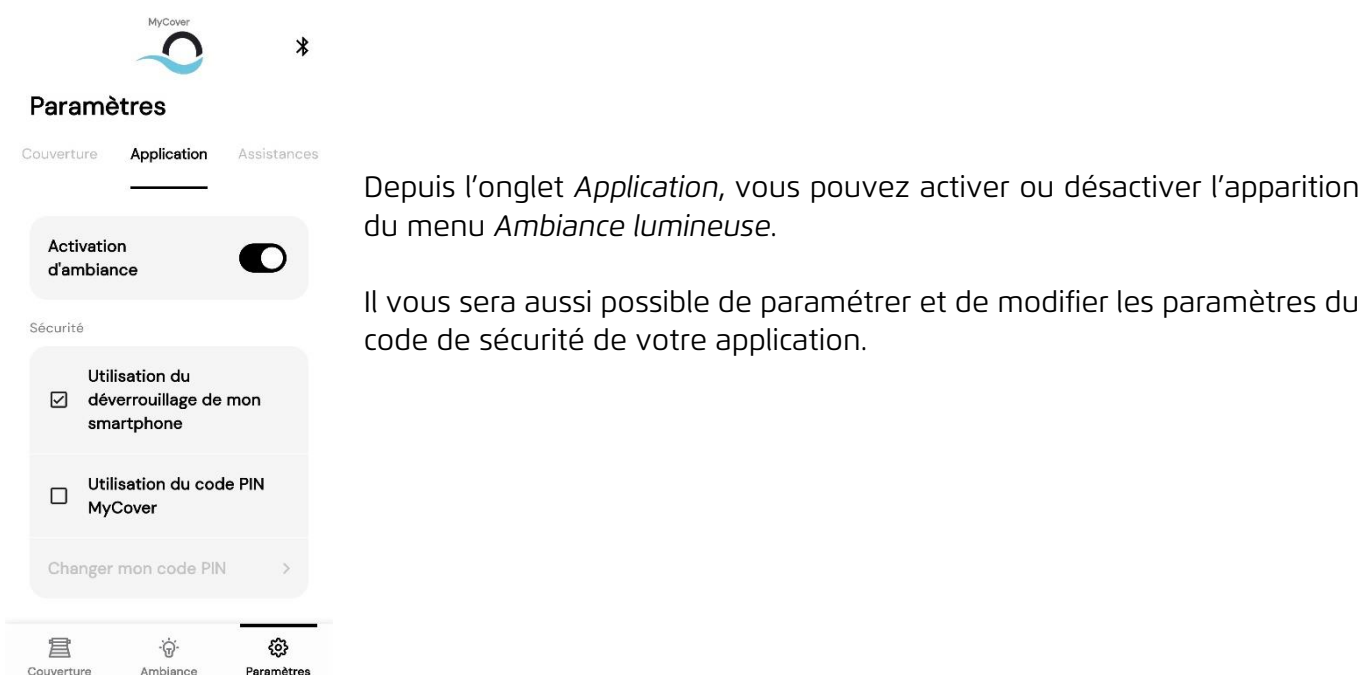 MyCover
Paramètres
Couverture Application Assistances
Activation
d'ambiance
Sécurité
Utilisation du
déverrouillage de mon
smartphone
Utilisation du code PIN
MyCover
Changer mon code PIN
Couverture Ambiance Paramètres
Depuis l’onglet Application, vous pouvez activer ou désactiver l’apparition
du menu Ambiance lumineuse.
Il vous sera aussi possible de paramétrer et de modifier les paramètres du
code de sécurité de votre application.